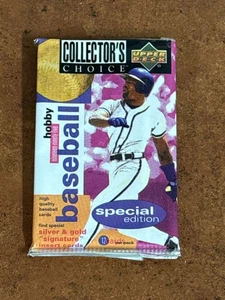 COLLECTOR'S
CHOICE
UPPER
DECK
hobby
baseball
high
quality
baseball
cards
special
edition
find special
silver & gold
"signature"
insert cards
12